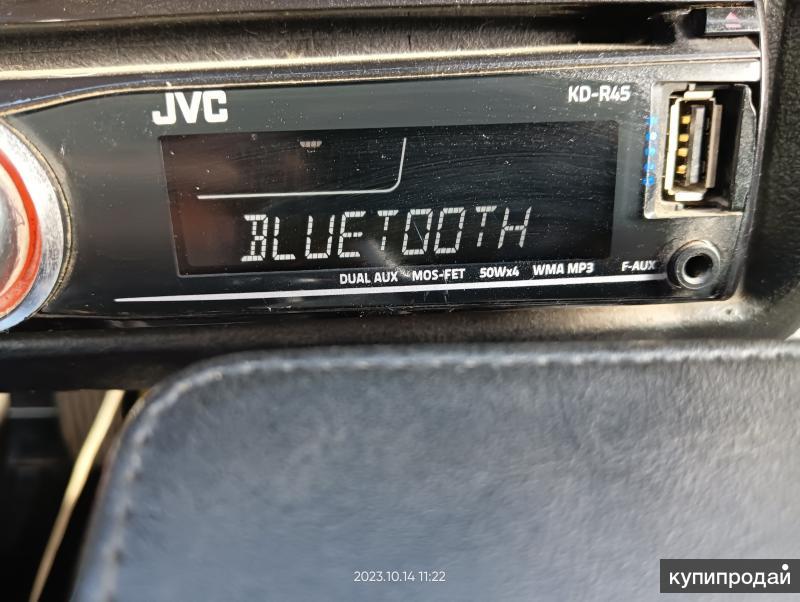 JVC
KD-R45
BLUETOOTH
DUAL AUX MOS-FET 50Wx4 WMA MP3 F-AUX
2023.10.14 11:22
купипродай